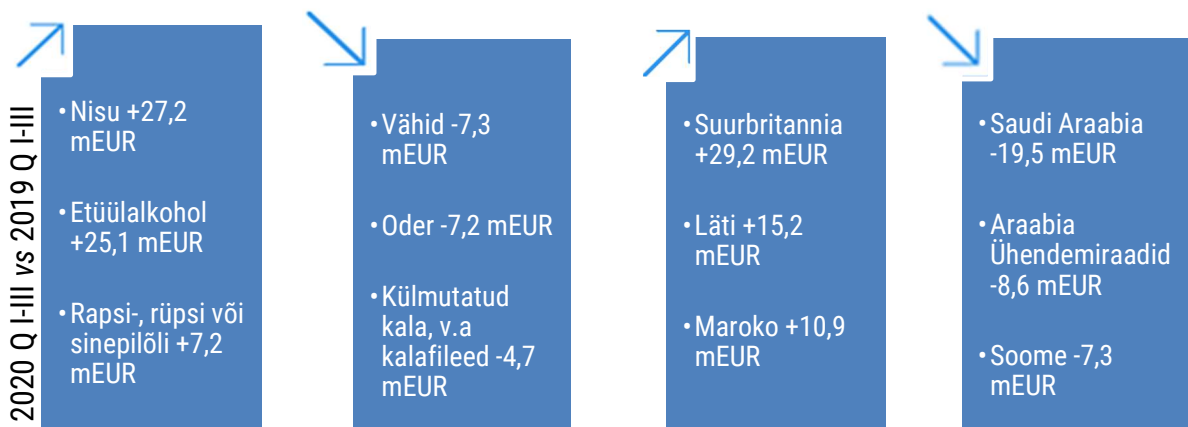 2020 Q I-III vs 2019 Q I-III
•Nisu +27,2
mEUR
•Etüülalkohol
+25,1 mEUR
•Rapsi-, rüpsi või
sinepilõli +7,2
mEUR
•Vähid -7,3
mEUR
•Oder -7,2 mEUR
•Külmutatud
kala, v.a
kalafileed -4,7
mEUR
•Suurbritannia
+29,2 mEUR
•Läti +15,2
mEUR
•Maroko +10,9
mEUR
•Saudi Araabia
-19,5 mEUR
•Araabia
Ühendemiraadid
-8,6 mEUR
•Soome -7,3
mEUR